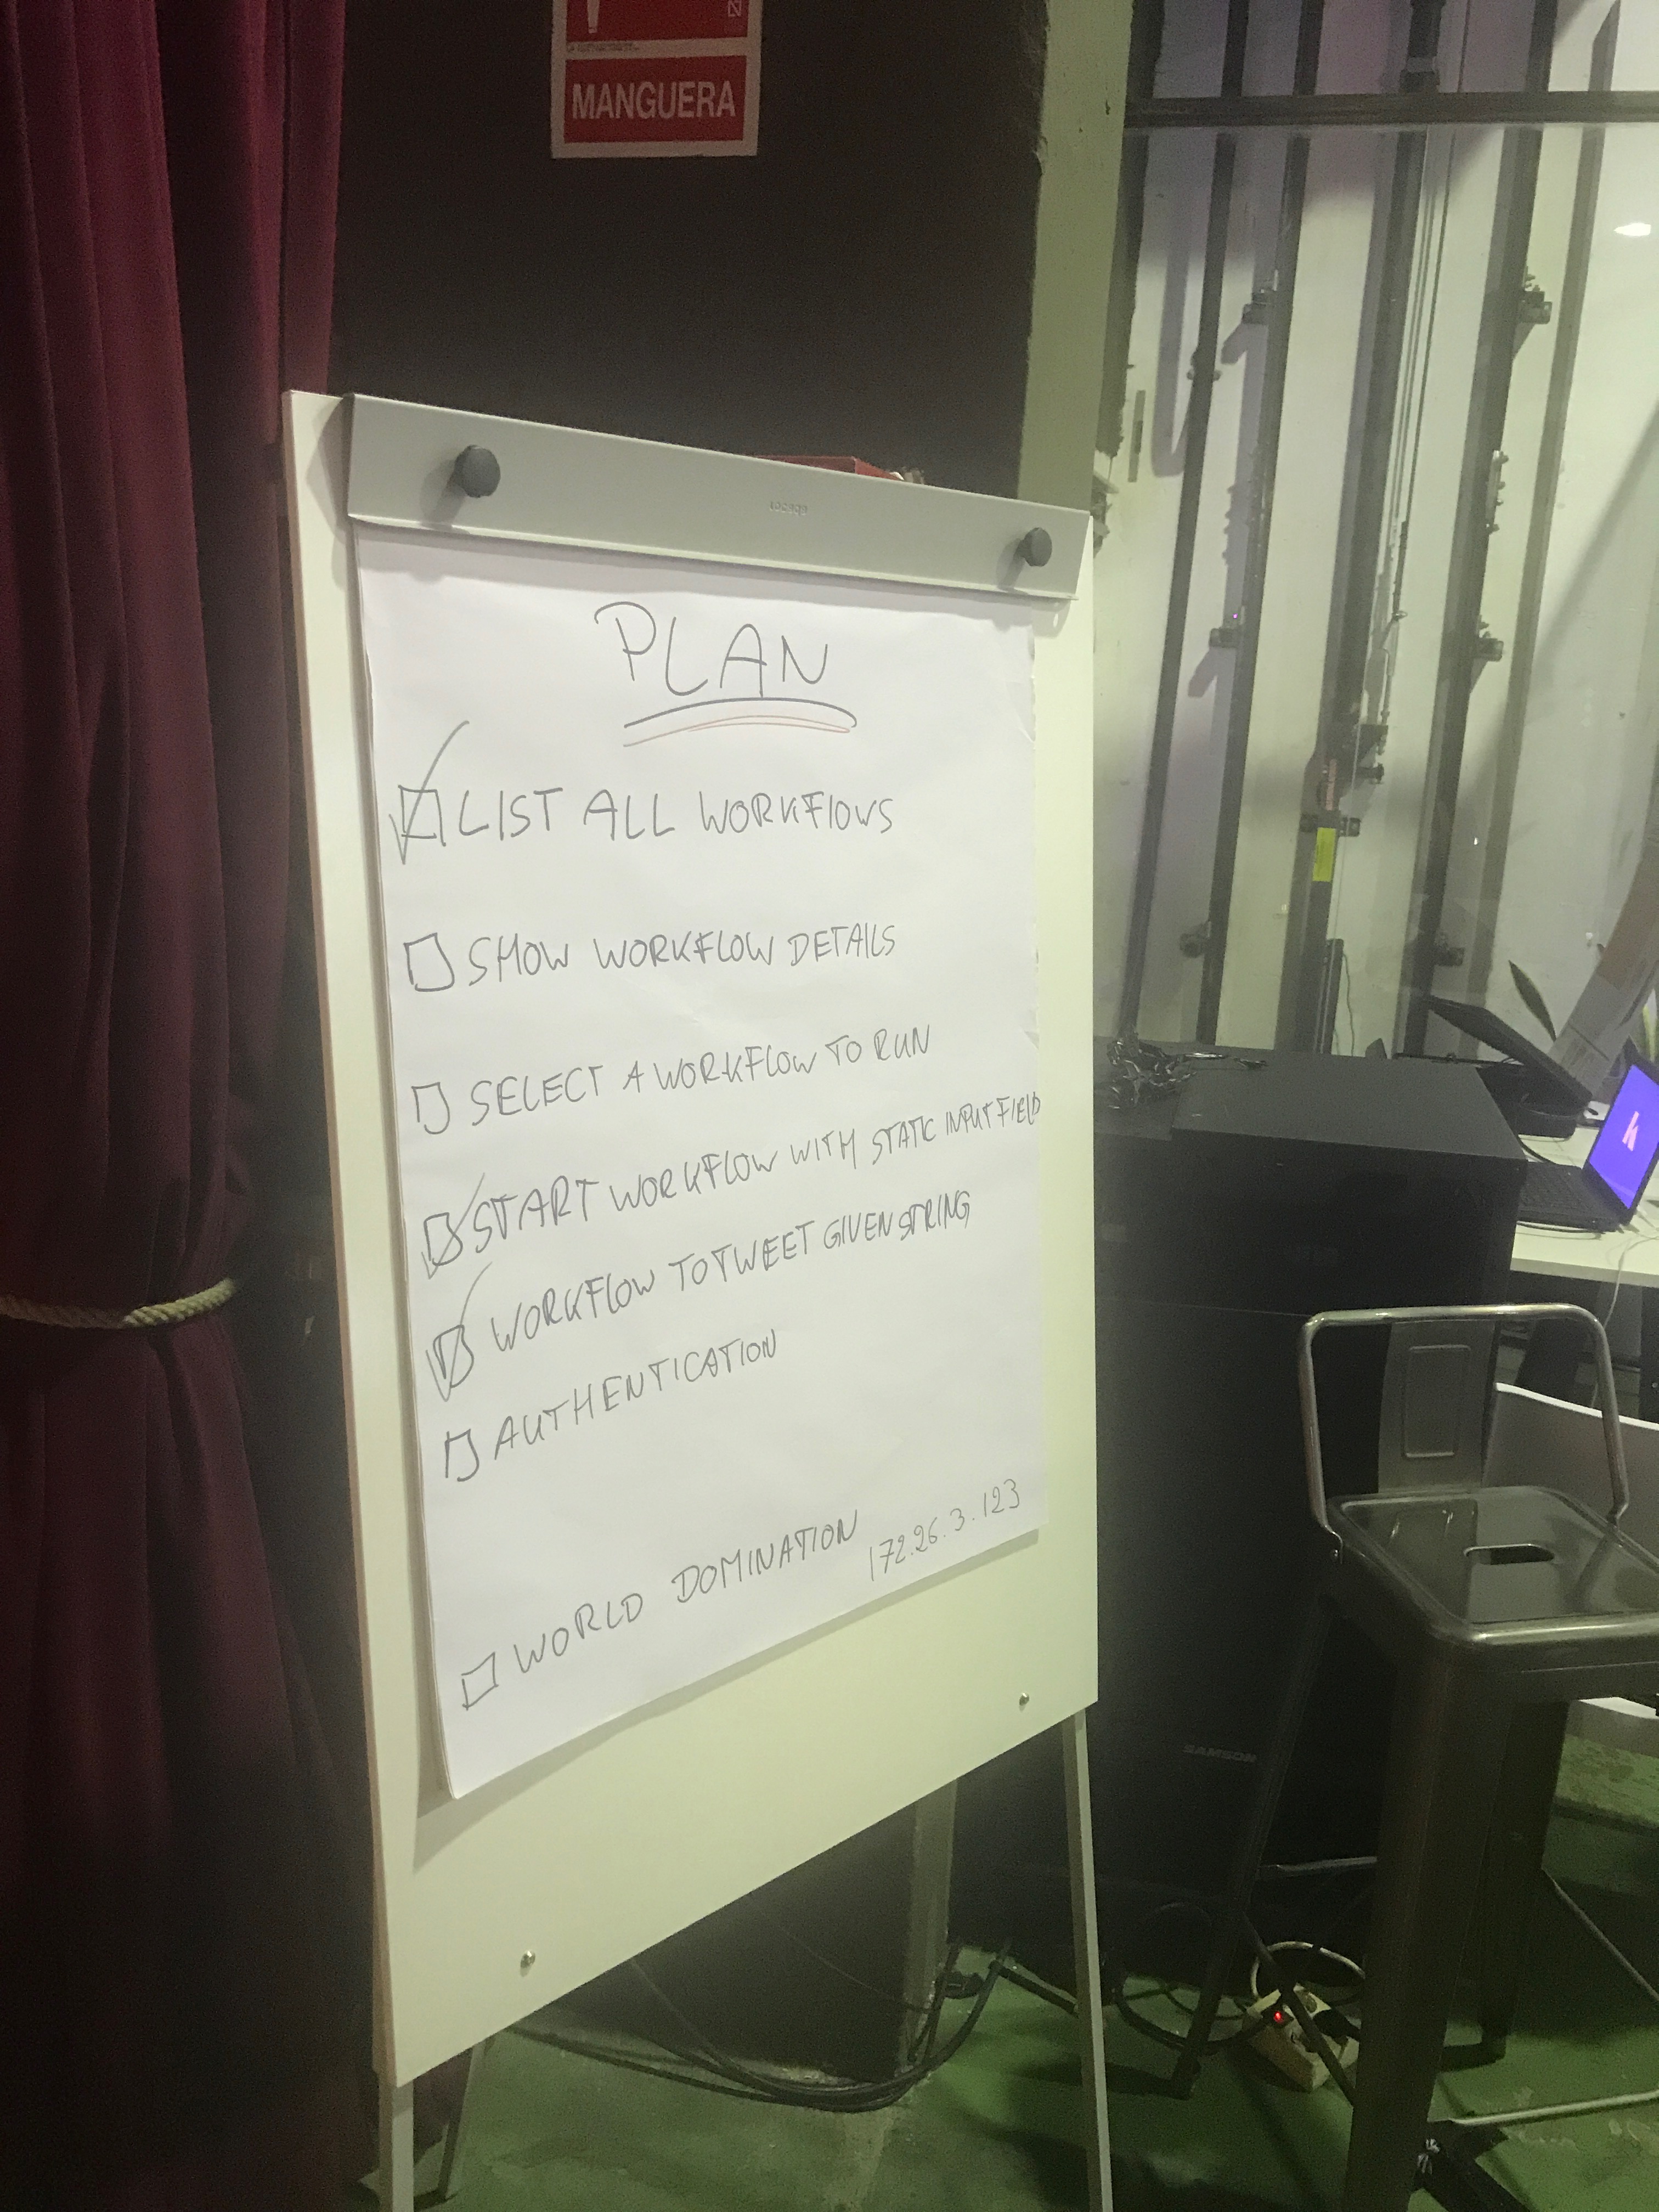 MANGUERA
PLAN
LIST ALL WORKFLOWS
SHOW WORKFLOW DETAILS
SELECT A WORKFLOW TO RUN
START WORKFLOW WITH STATIC INPUT FIELD
WORKFLOW TO TWEET GIVEN STRING
AUTHENTICATION
WORLD DOMINATION
172.26.3.123
SAMSON